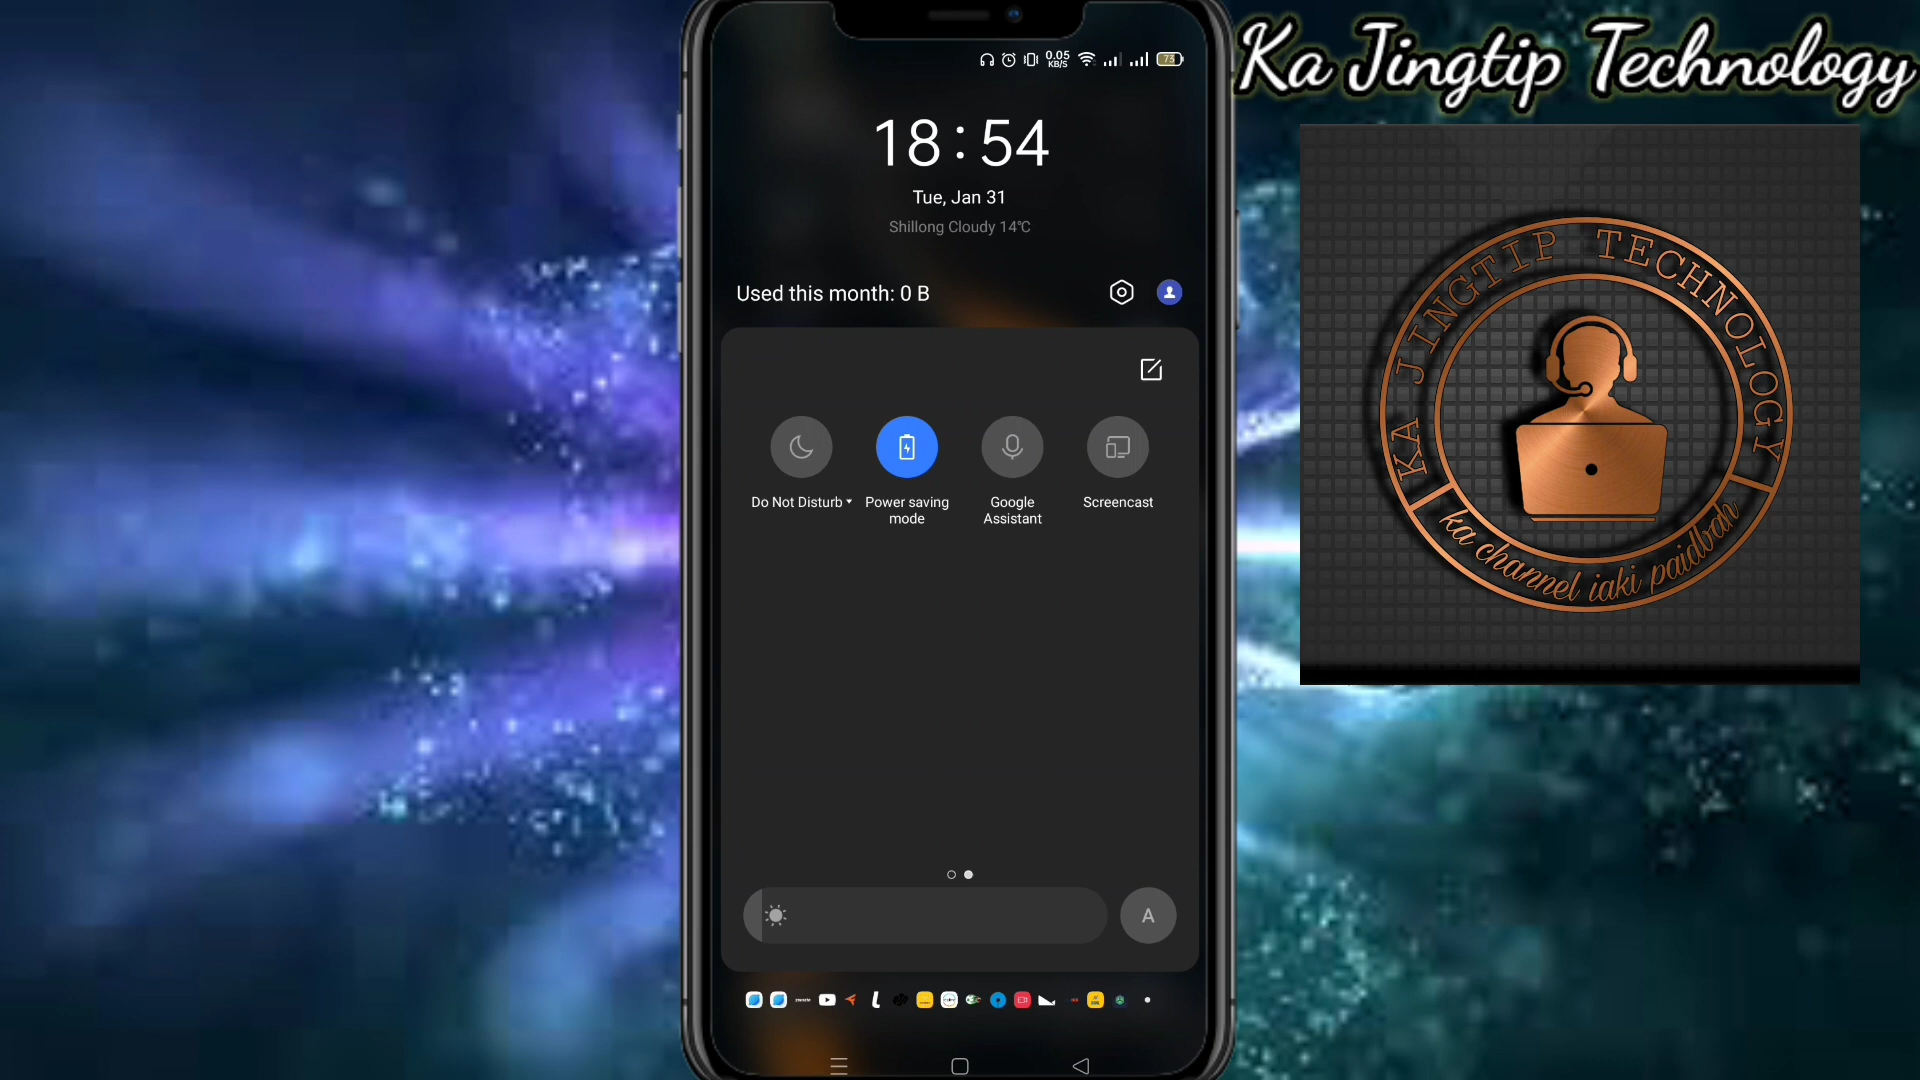 Ka Jingtip Technology
0.05
KB/S
73
18:54
Tue, Jan 31
Shillong Cloudy 14℃
Used this month: 0 B
Do Not Disturb
Power saving
mode
Google
Assistant
Screencast
A
KA JINGTIP TECHNOLOGY
ka channel iaki paidbah